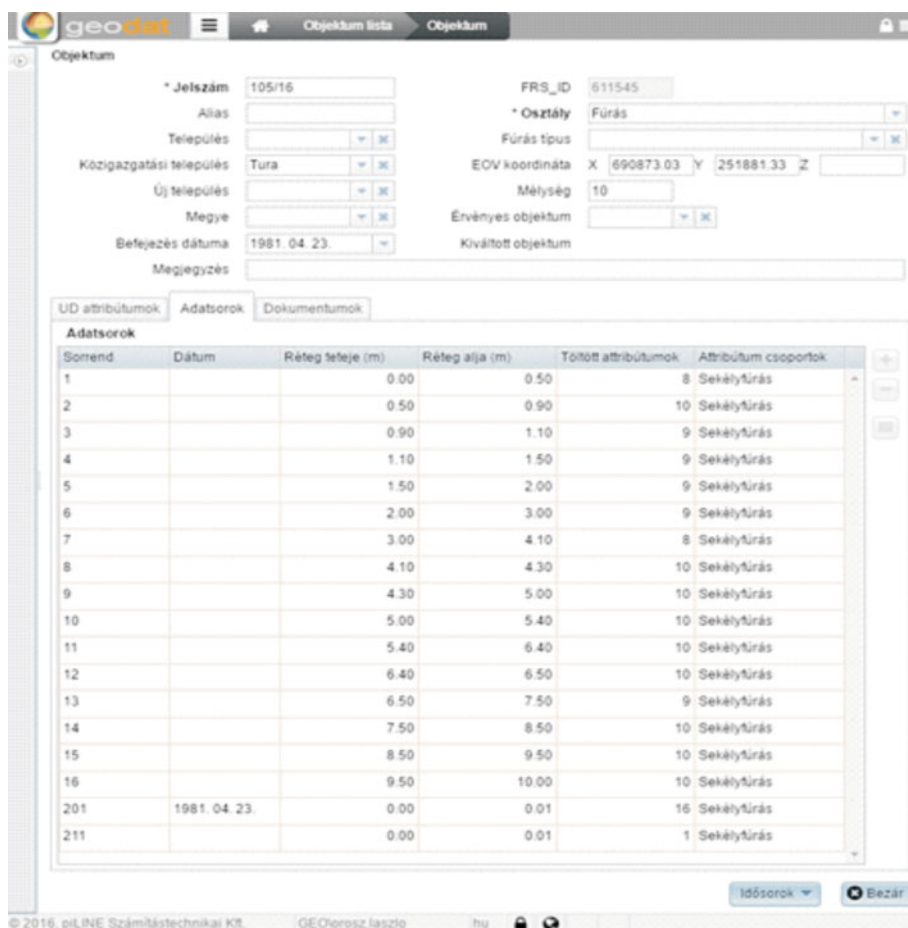 geodat Objektum lista Objektum
Objektum
* Jelszám 105/16 FRS_ID 611545
Alias * Osztály Fúrás
Település Fúrás típus
Közigazgatási település Tura EOV koordináta X 690873.03 Y 251881.33 Z
Új település Mélység 10
Megye Érvényes objektum
Befejezés dátuma 1981. 04. 23. Kiváltott objektum
Megjegyzés
UD attribútumok Adatsorok Dokumentumok
Adatsorok
Sorrend Dátum Réteg teteje (m) Réteg alja (m) Töltött attribútumok Attribútum csoportok
1 0.00 0.50 8 Sekélyfúrás
2 0.50 0.90 10 Sekélyfúrás
3 0.90 1.10 9 Sekélyfúrás
4 1.10 1.50 9 Sekélyfúrás
5 1.50 2.00 9 Sekélyfúrás
6 2.00 3.00 9 Sekélyfúrás
7 3.00 4.10 8 Sekélyfúrás
8 4.10 4.30 10 Sekélyfúrás
9 4.30 5.00 10 Sekélyfúrás
10 5.00 5.40 10 Sekélyfúrás
11 5.40 6.40 10 Sekélyfúrás
12 6.40 6.50 10 Sekélyfúrás
13 6.50 7.50 9 Sekélyfúrás
14 7.50 8.50 10 Sekélyfúrás
15 8.50 9.50 10 Sekélyfúrás
16 9.50 10.00 10 Sekélyfúrás
201 1981. 04. 23. 0.00 0.01 16 Sekélyfúrás
211 0.00 0.01 1 Sekélyfúrás
Idősorok Bezár
© 2016, piLINE Számítástechnikai Kft. GEO\orosz.laszlo hu